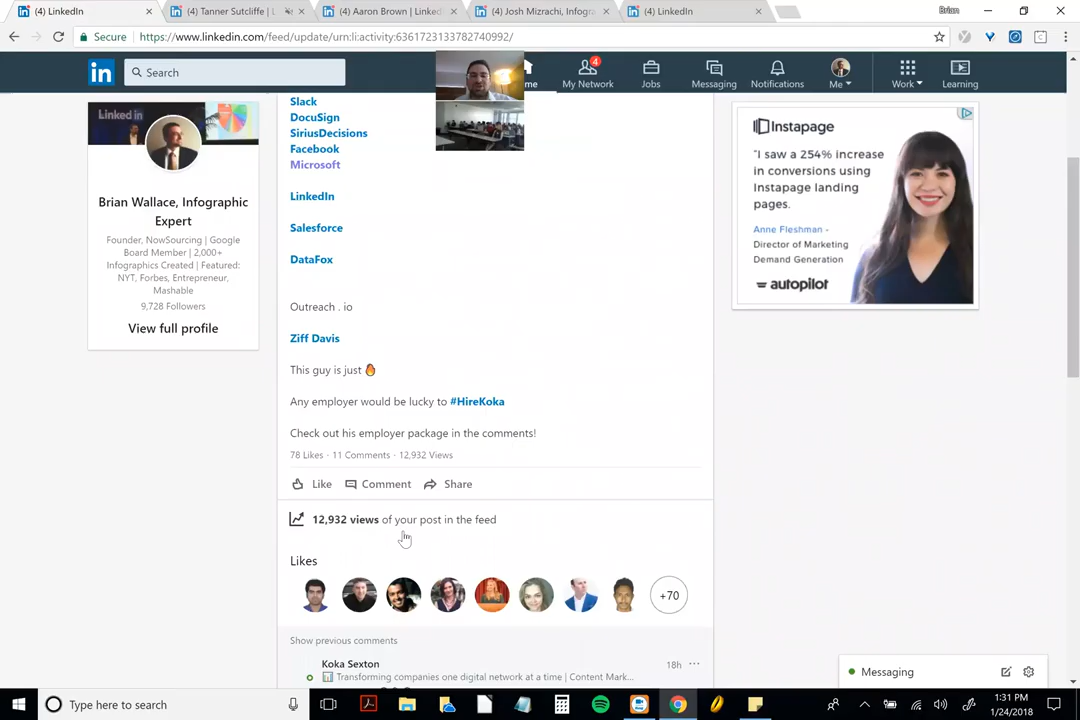 (4) LinkedIn
(4) Tanner Sutcliffe | L
(4) Aaron Brown | Linked
(4) Josh Mizrachi, Infogra
(4) LinkedIn
Brian
Secure
https://www.linkedin.com/feed/update/urn:li:activity:6361723133782740992/
in
Search
me
4
My Network
Jobs
Messaging
Notifications
Me
Work
Learning
Linked in
Brian Wallace, Infographic
Expert
Founder, NowSourcing | Google
Board Member | 2,000+
Infographics Created | Featured:
NYT, Forbes, Entrepreneur,
Mashable
9,728 Followers
View full profile
Slack
DocuSign
SiriusDecisions
Facebook
Microsoft
LinkedIn
Salesforce
DataFox
Outreach . io
Ziff Davis
This guy is just 🔥
Any employer would be lucky to #HireKoka
Check out his employer package in the comments!
78 Likes · 11 Comments · 12,932 Views
Like
Comment
Share
12,932 views of your post in the feed
Likes
+70
Show previous comments
Koka Sexton
18h
Transforming companies one digital network at a time | Content Mark...
Instapage
"I saw a 254% increase
in conversions using
Instapage landing
pages.
Anne Fleshman -
Director of Marketing
Demand Generation
autopilot
Messaging
Type here to search
1:31 PM
1/24/2018